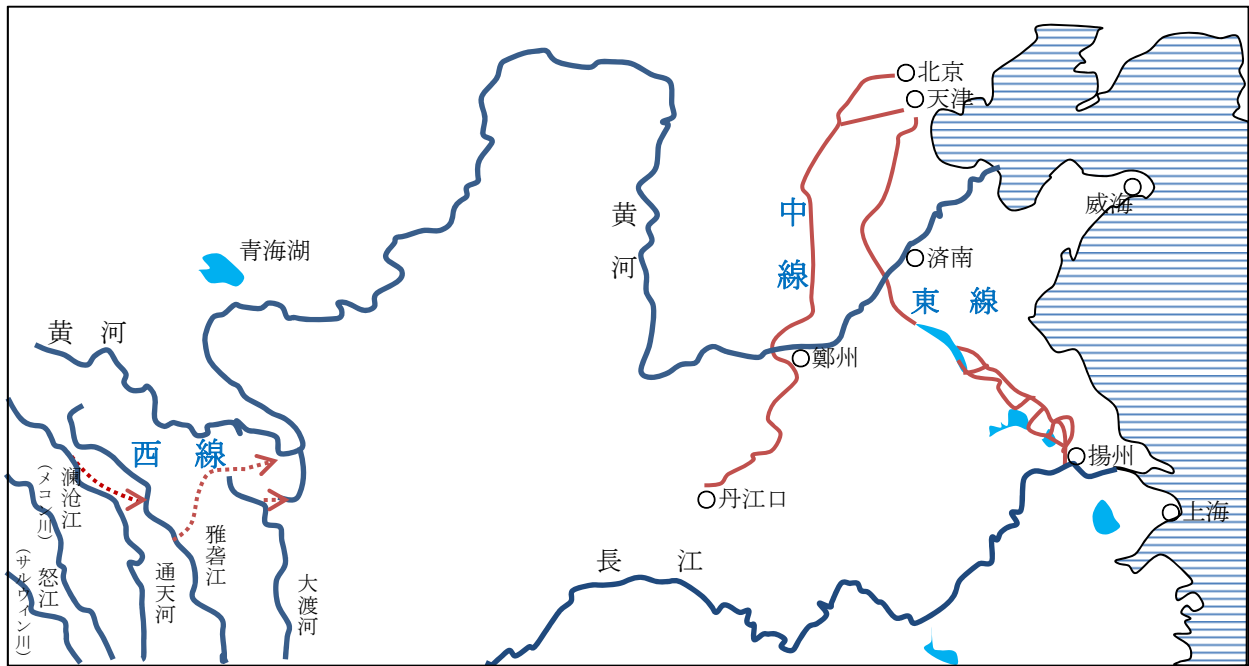 北京
天津
威海
黄河
中線
青海湖
済南
東線
黄河
鄭州
西線
揚州
丹江口
上海
瀾滄江
(メコン川)
雅砻江
長江
通天河
怒江
(サルウィン川)
大渡河